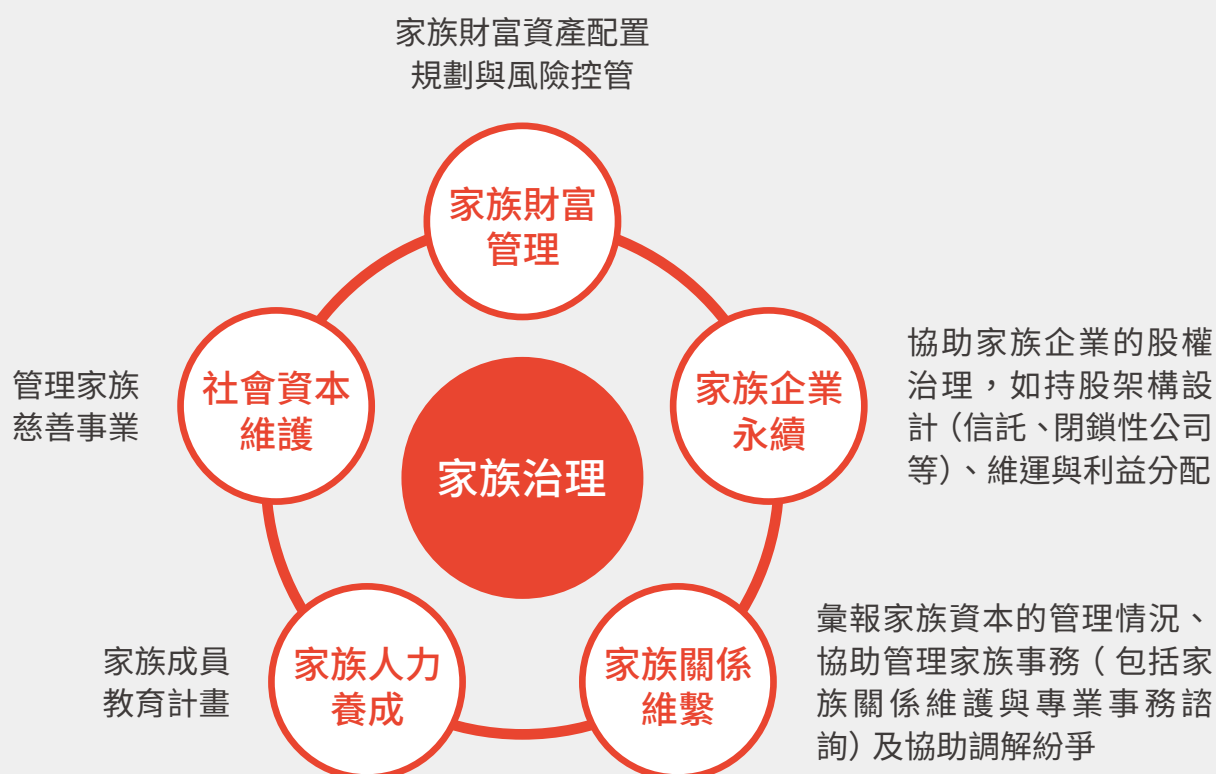 家族財富資產配置
規劃與風險控管
家族財富
管理
管理家族
慈善事業
社會資本
維護
家族企業
永續
協助家族企業的股權
治理，如持股架構設
計（信託、閉鎖性公司
等）、維運與利益分配
家族治理
家族成員
教育計畫
家族人力
養成
家族關係
維繫
彙報家族資本的管理情況、
協助管理家族事務（包括家
族關係維護與專業事務諮
詢）及協助調解紛爭